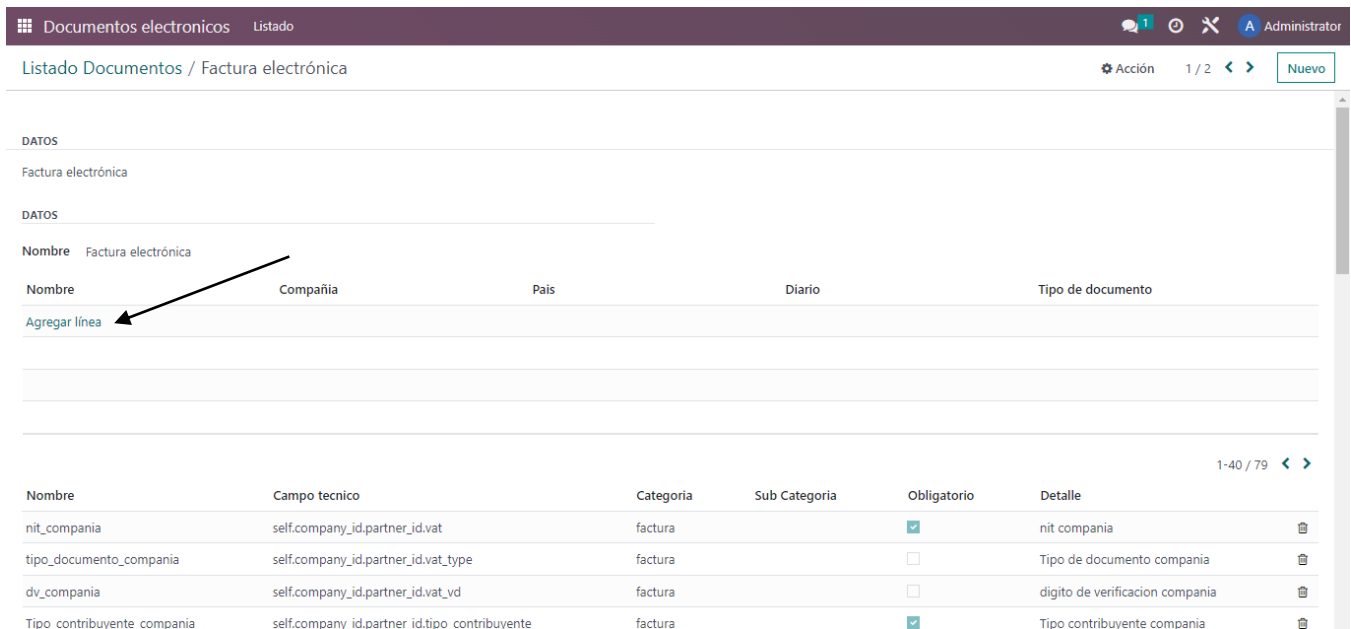 Documentos electronicos Listado 1 A Administrator
Listado Documentos / Factura electrónica Acción 1 / 2 Nuevo
DATOS
Factura electrónica
DATOS
Nombre Factura electrónica
Nombre Compañia Pais Diario Tipo de documento
Agregar línea
1-40 / 79
Nombre Campo tecnico Categoria Sub Categoria Obligatorio Detalle
nit_compania self.company_id.partner_id.vat factura nit compania
tipo_documento_compania self.company_id.partner_id.vat_type factura Tipo de documento compania
dv_compania self.company_id.partner_id.vat_vd factura digito de verificacion compania
Tipo_contribuyente_compania self.company_id.partner_id.tipo_contribuyente factura Tipo contribuyente compania